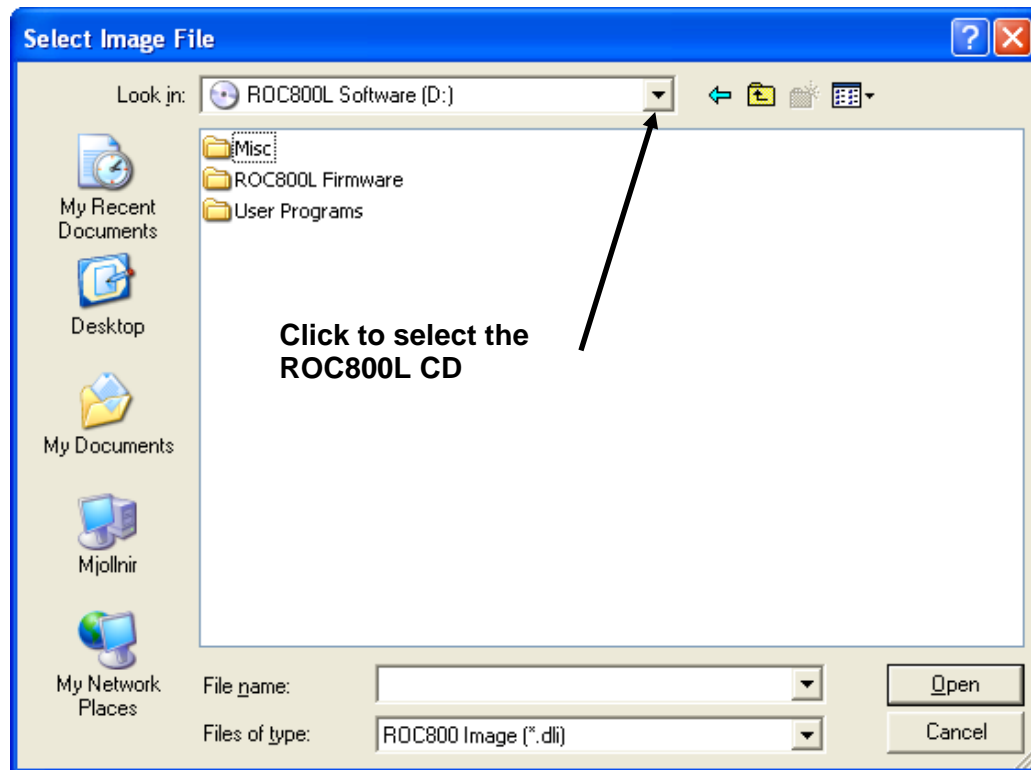 Select Image File
Look in:
ROC800L Software (D:)
Misc
ROC800L Firmware
User Programs
My Recent
Documents
Desktop
My Documents
Mjollnir
My Network
Places
Click to select the
ROC800L CD
File name:
Open
Files of type:
ROC800 Image (*.dli)
Cancel